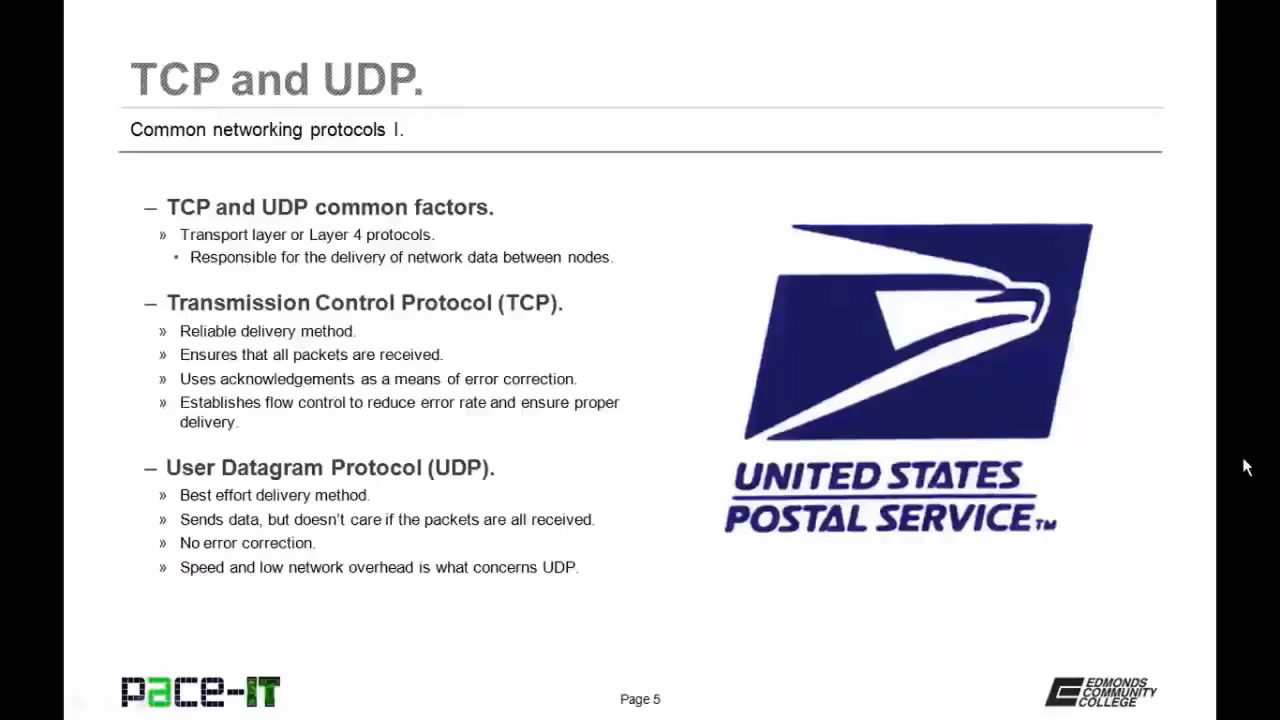 TCP and UDP.
Common networking protocols I.
– TCP and UDP common factors.
» Transport layer or Layer 4 protocols.
• Responsible for the delivery of network data between nodes.
– Transmission Control Protocol (TCP).
» Reliable delivery method.
» Ensures that all packets are received.
» Uses acknowledgements as a means of error correction.
» Establishes flow control to reduce error rate and ensure proper
delivery.
– User Datagram Protocol (UDP).
» Best effort delivery method.
» Sends data, but doesn’t care if the packets are all received.
» No error correction.
» Speed and low network overhead is what concerns UDP.
UNITED STATES
POSTAL SERVICE™
pace-IT
Page 5
EDMONDS
COMMUNITY
COLLEGE